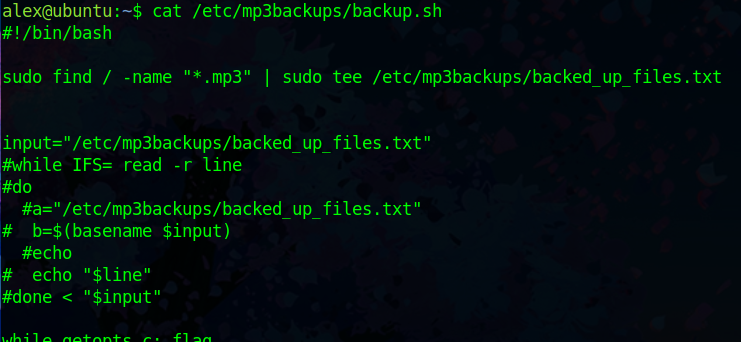 alex@ubuntu:~$ cat /etc/mp3backups/backup.sh
#!/bin/bash
sudo find / -name "*.mp3" | sudo tee /etc/mp3backups/backed_up_files.txt
input="/etc/mp3backups/backed_up_files.txt"
#while IFS= read -r line
#do
  #a="/etc/mp3backups/backed_up_files.txt"
#  b=$(basename $input)
  #echo
#  echo "$line"
#done < "$input"
while getopts c: flag